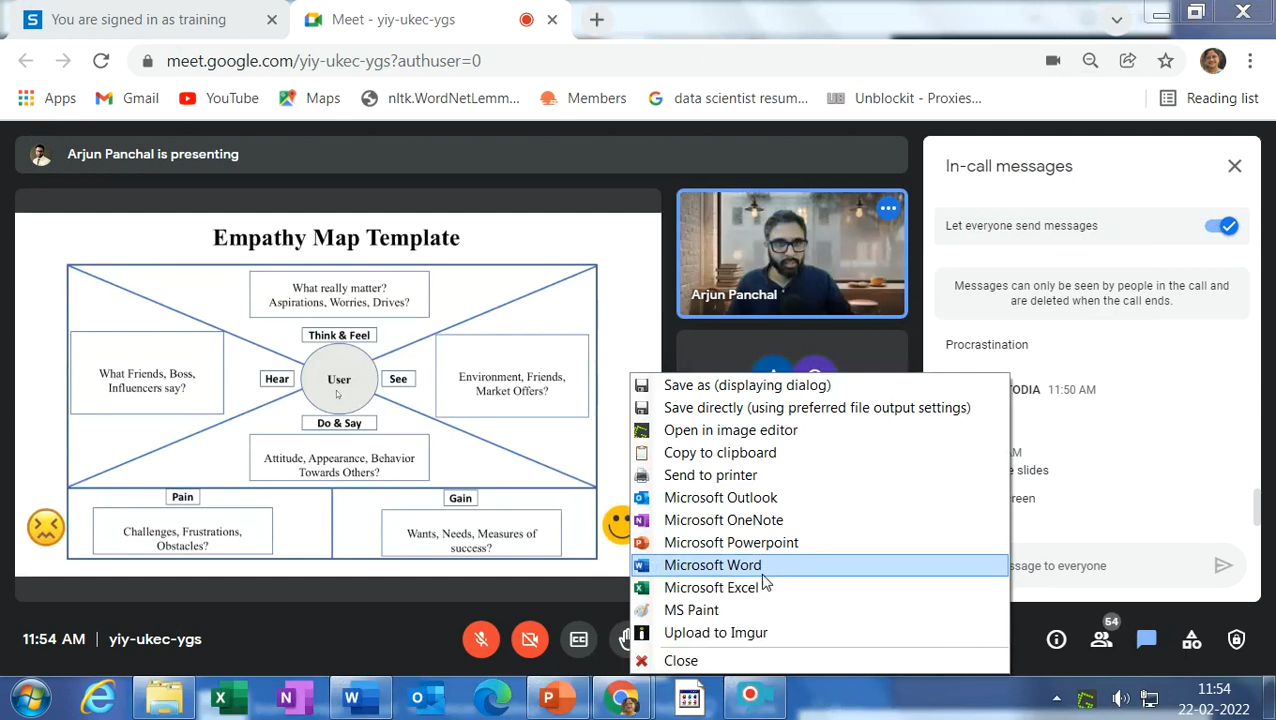 You are signed in as training
Meet - yiy-ukec-ygs
meet.google.com/yiy-ukec-ygs?authuser=0
Apps
Gmail
YouTube
Maps
nltk.WordNetLemm...
Members
data scientist resum...
Unblockit - Proxies...
Reading list
Arjun Panchal is presenting
Empathy Map Template
What really matter?
Aspirations, Worries, Drives?
Think & Feel
What Friends, Boss,
Influencers say?
Hear
User
See
Environment, Friends,
Market Offers?
Do & Say
Attitude, Appearance, Behavior
Towards Others?
Pain
Gain
Challenges, Frustrations,
Obstacles?
Wants, Needs, Measures of
success?
Arjun Panchal
In-call messages
Let everyone send messages
Messages can only be seen by people in the call and
are deleted when the call ends.
Procrastination
11:50 AM
slides
Save as (displaying dialog)
Save directly (using preferred file output settings)
Open in image editor
Copy to clipboard
Send to printer
Microsoft Outlook
Microsoft OneNote
Microsoft Powerpoint
Microsoft Word
Microsoft Excel
MS Paint
Upload to Imgur
Close
to everyone
11:54 AM | yiy-ukec-ygs
54
11:54
22-02-2022